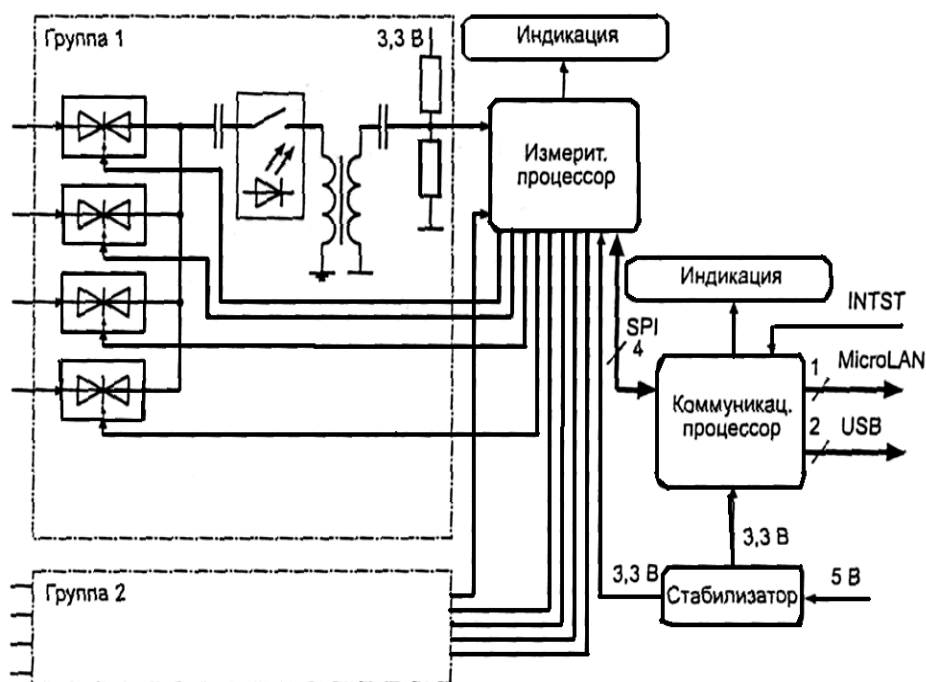 Группа 1
3,3 В
Индикация
Измерит.
процессор
Индикация
INTST
SPI
4
1
MicroLAN
Коммуникац.
процессор
2
USB
3,3 В
3,3 В
Стабилизатор
5 В
Группа 2